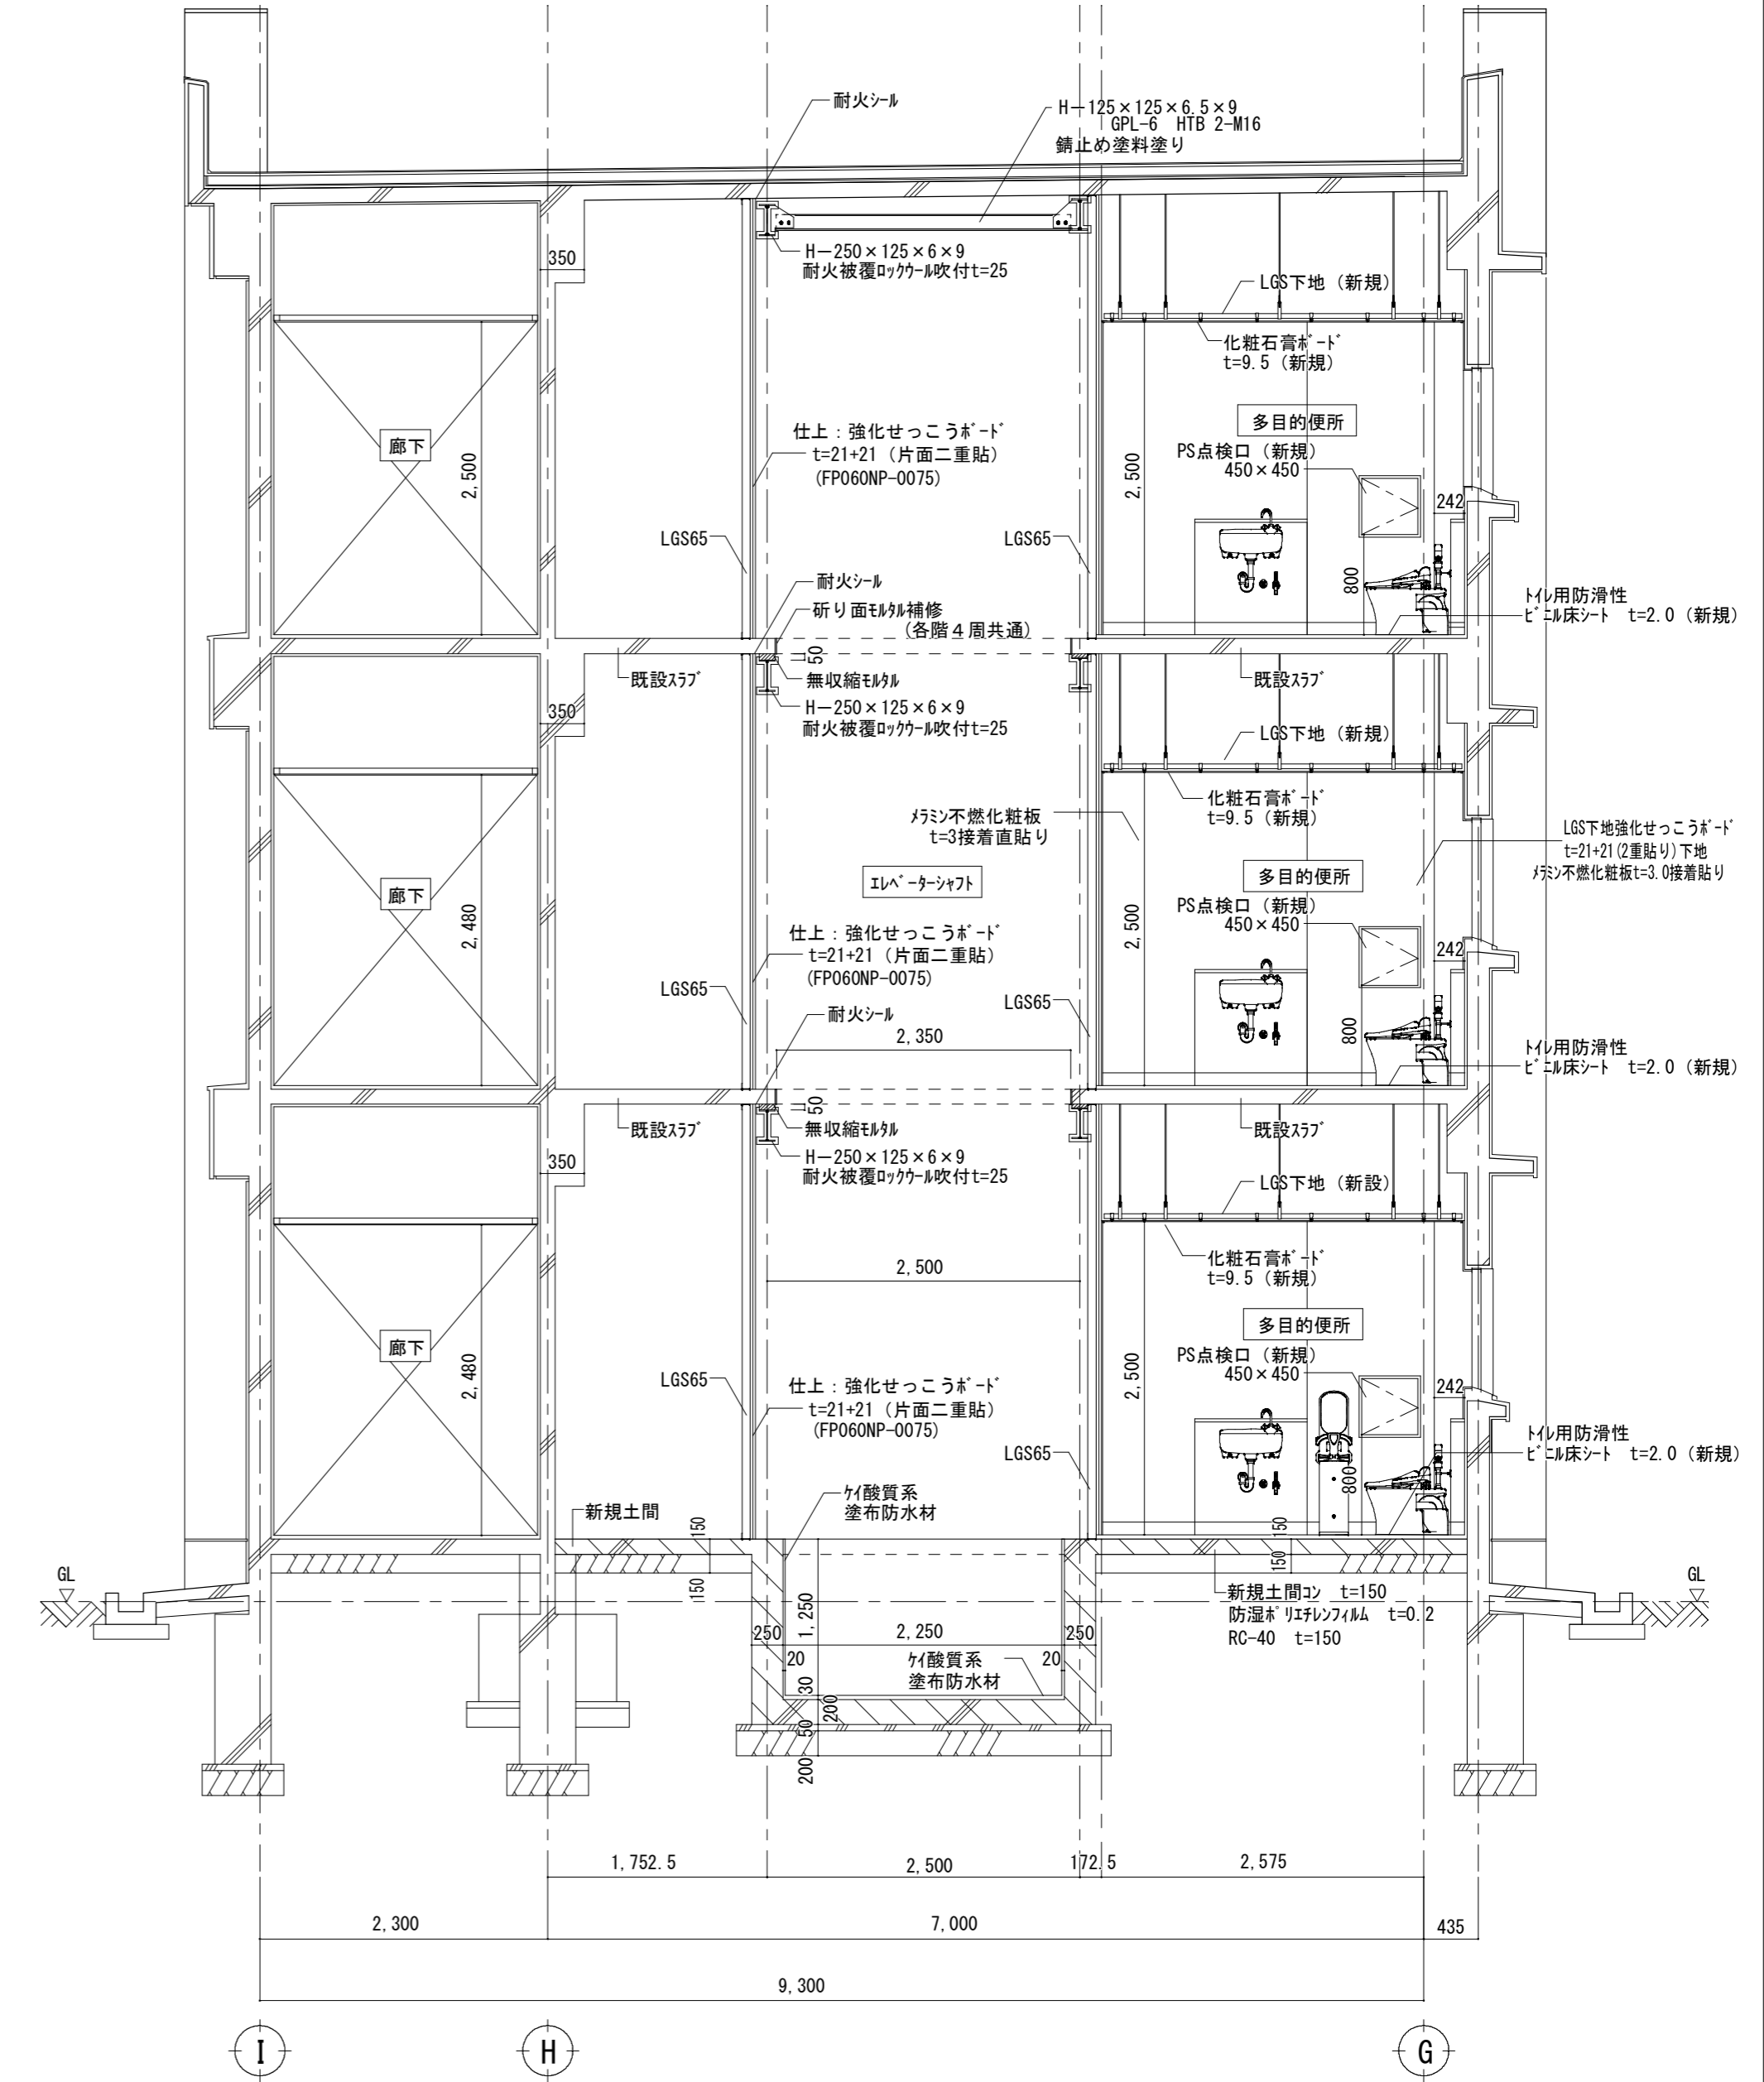 耐火シール
H-125×125×6.5×9
GPL-6 HTB 2-M16
錆止め塗料塗り
H-250×125×6×9
耐火被覆ロックウール吹付t=25
350
LGS下地（新規）
化粧石膏ボード
t=9.5（新規）
廊下
2,500
仕上：強化せっこうボード
t=21+21（片面二重貼）
(FP060NP-0075)
2,500
多目的便所
PS点検口（新規）
450×450
242
LGS65
LGS65
800
耐火シール
斫り面モルタル補修
(各階４周共通)
トイレ用防滑性
ビニル床シート t=2.0（新規）
50
既設スラブ
無収縮モルタル
既設スラブ
H-250×125×6×9
耐火被覆ロックウール吹付t=25
350
LGS下地（新規）
化粧石膏ボード
t=9.5（新規）
メラミン不燃化粧板
t=3接着直貼り
LGS下地強化せっこうボード
t=21+21(2重貼り)下地
メラミン不燃化粧板t=3.0接着貼り
廊下
2,480
エレベーターシャフト
2,500
多目的便所
PS点検口（新規）
450×450
仕上：強化せっこうボード
t=21+21（片面二重貼）
(FP060NP-0075)
242
LGS65
LGS65
耐火シール
2,350
800
トイレ用防滑性
ビニル床シート t=2.0（新規）
50
既設スラブ
無収縮モルタル
既設スラブ
H-250×125×6×9
耐火被覆ロックウール吹付t=25
350
LGS下地（新設）
化粧石膏ボード
t=9.5（新規）
2,500
廊下
2,480
多目的便所
PS点検口（新規）
450×450
2,500
LGS65
仕上：強化せっこうボード
t=21+21（片面二重貼）
(FP060NP-0075)
242
LGS65
トイレ用防滑性
ビニル床シート t=2.0（新規）
800
ケイ酸質系
塗布防水材
新規土間
150
150
150
150
GL
GL
新規土間コン t=150
防湿ポリエチレンフィルム t=0.2
RC-40 t=150
1,250
250
2,250
250
20
20
ケイ酸質系
塗布防水材
30
200
50
200
1,752.5
2,500
172.5
2,575
2,300
7,000
435
9,300
I
H
G